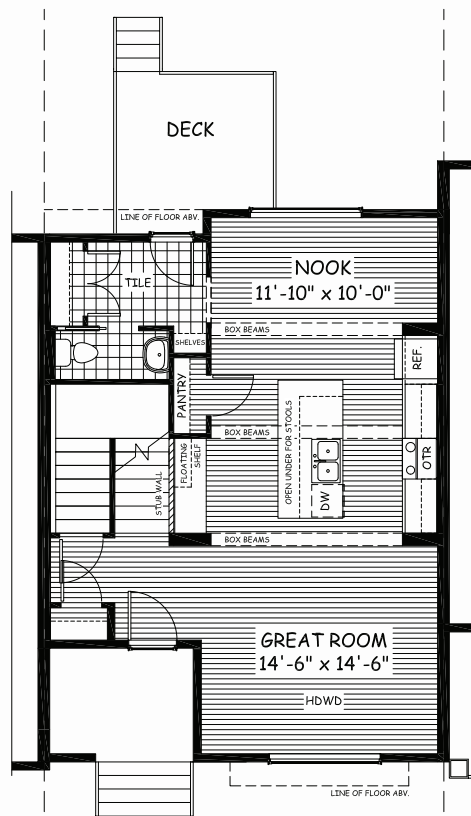 DECK
LINE OF FLOOR ABV.
NOOK
11'-10" x 10'-0"
TILE
BOX BEAMS
SHELVES
REF.
PANTRY
BOX BEAMS
OPEN UNDER FOR STOOLS
FLOATING
SHELF
STUB WALL
OTR
DW
BOX BEAMS
GREAT ROOM
14'-6" x 14'-6"
HDWD
LINE OF FLOOR ABV.